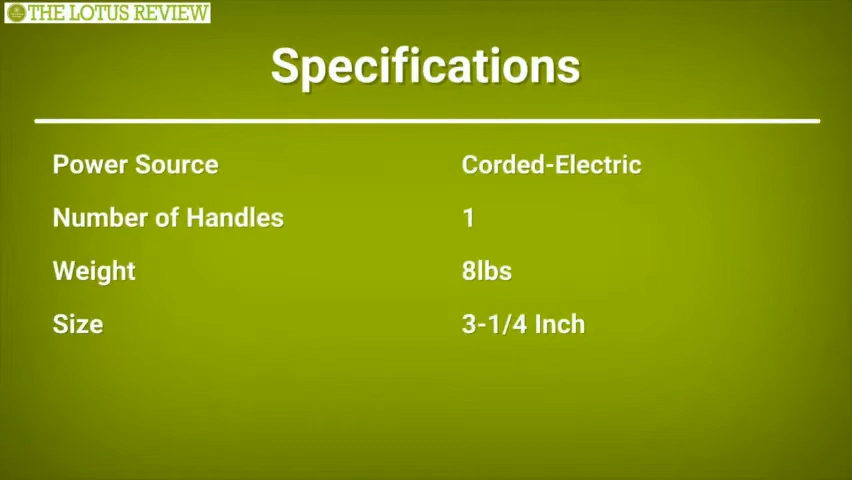 THE LOTUS REVIEW
Specifications
Power Source Corded-Electric
Number of Handles 1
Weight 8lbs
Size 3-1/4 Inch